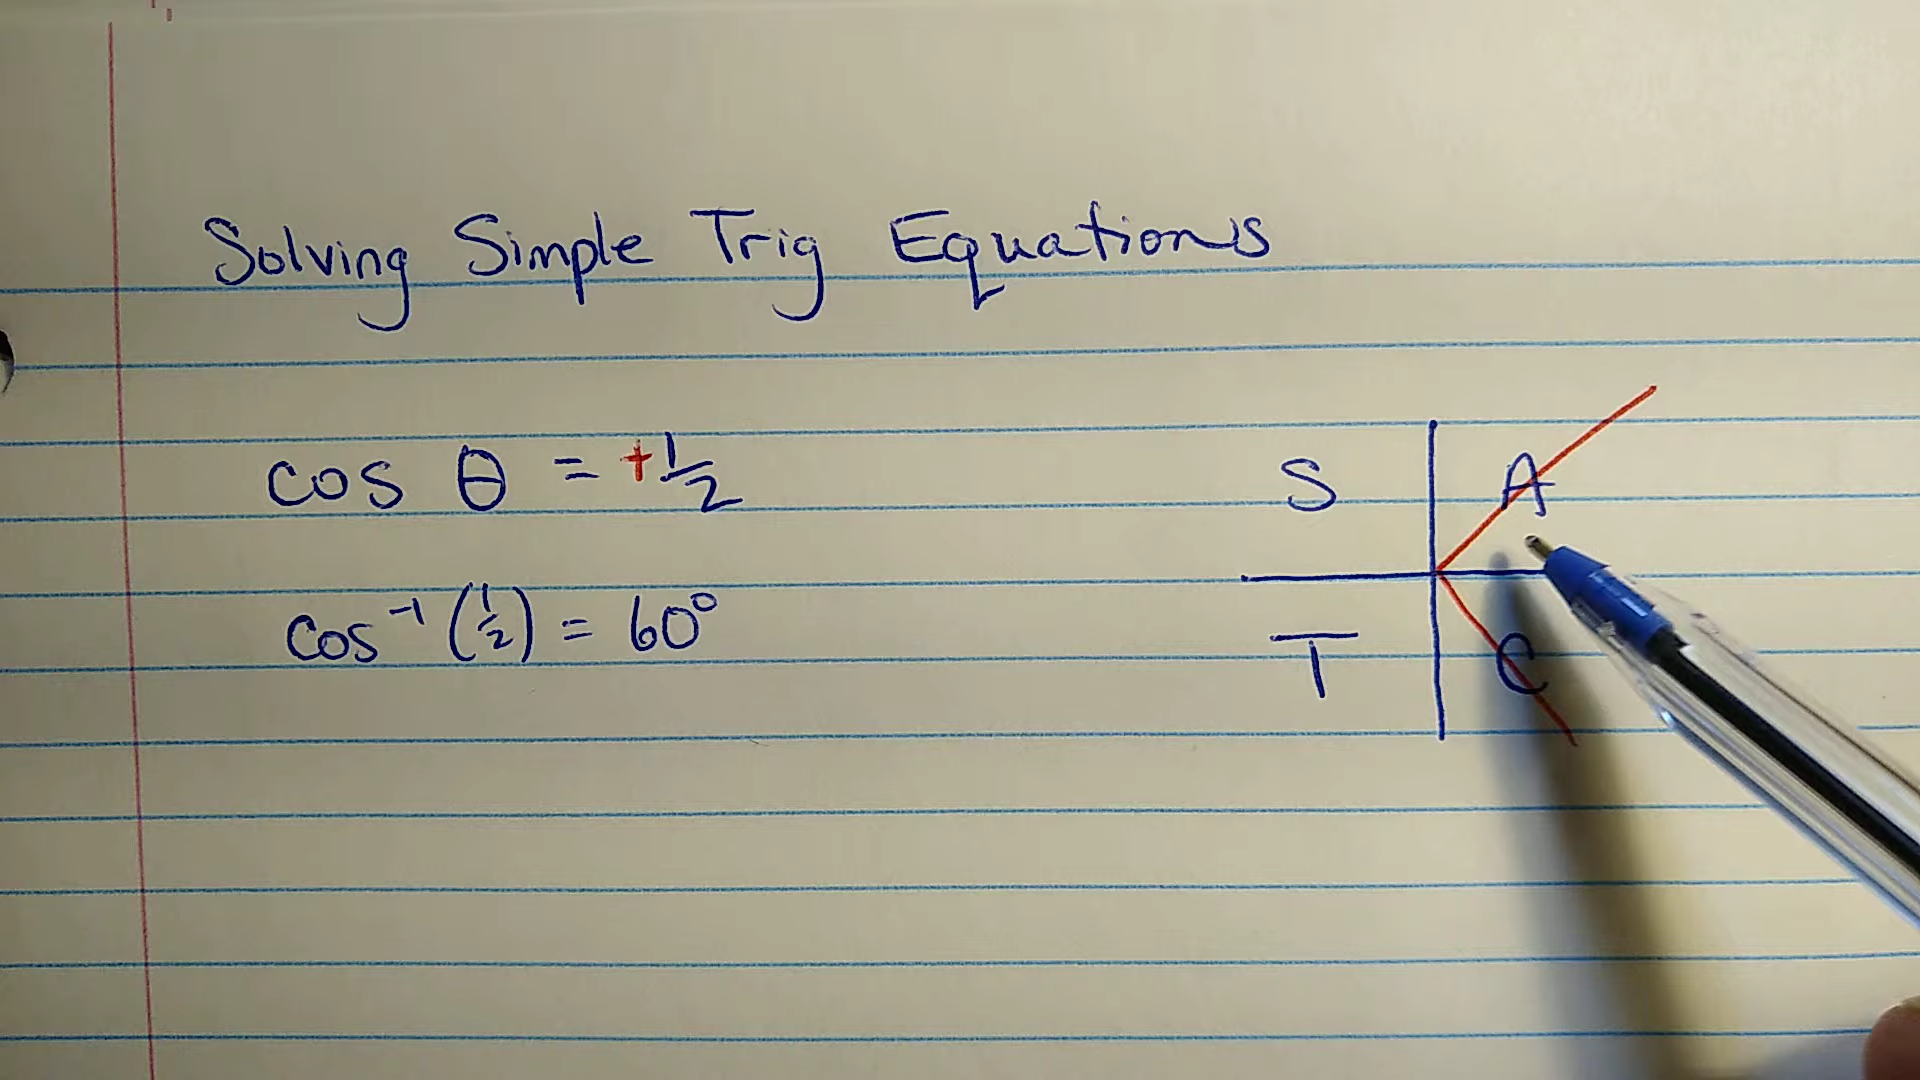 Solving Simple Trig Equations
cos θ = +1/2
S A
cos⁻¹ (1/2) = 60°
T C